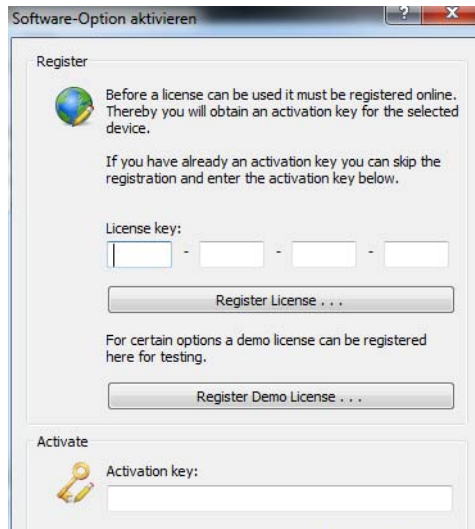 Software-Option aktivieren
Register
Before a license can be used it must be registered online.
Thereby you will obtain an activation key for the selected
device.
If you have already an activation key you can skip the
registration and enter the activation key below.
License key:
- - -
Register License . . .
For certain options a demo license can be registered
here for testing.
Register Demo License . . .
Activate
Activation key: